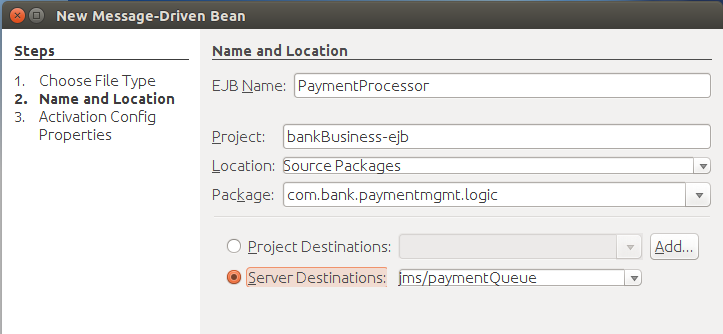 New Message-Driven Bean
Steps
1. Choose File Type
2. Name and Location
3. Activation Config
Properties
Name and Location
EJB Name: PaymentProcessor
Project: bankBusiness-ejb
Location: Source Packages
Package: com.bank.paymentmgmt.logic
Project Destinations: Add...
Server Destinations: jms/paymentQueue